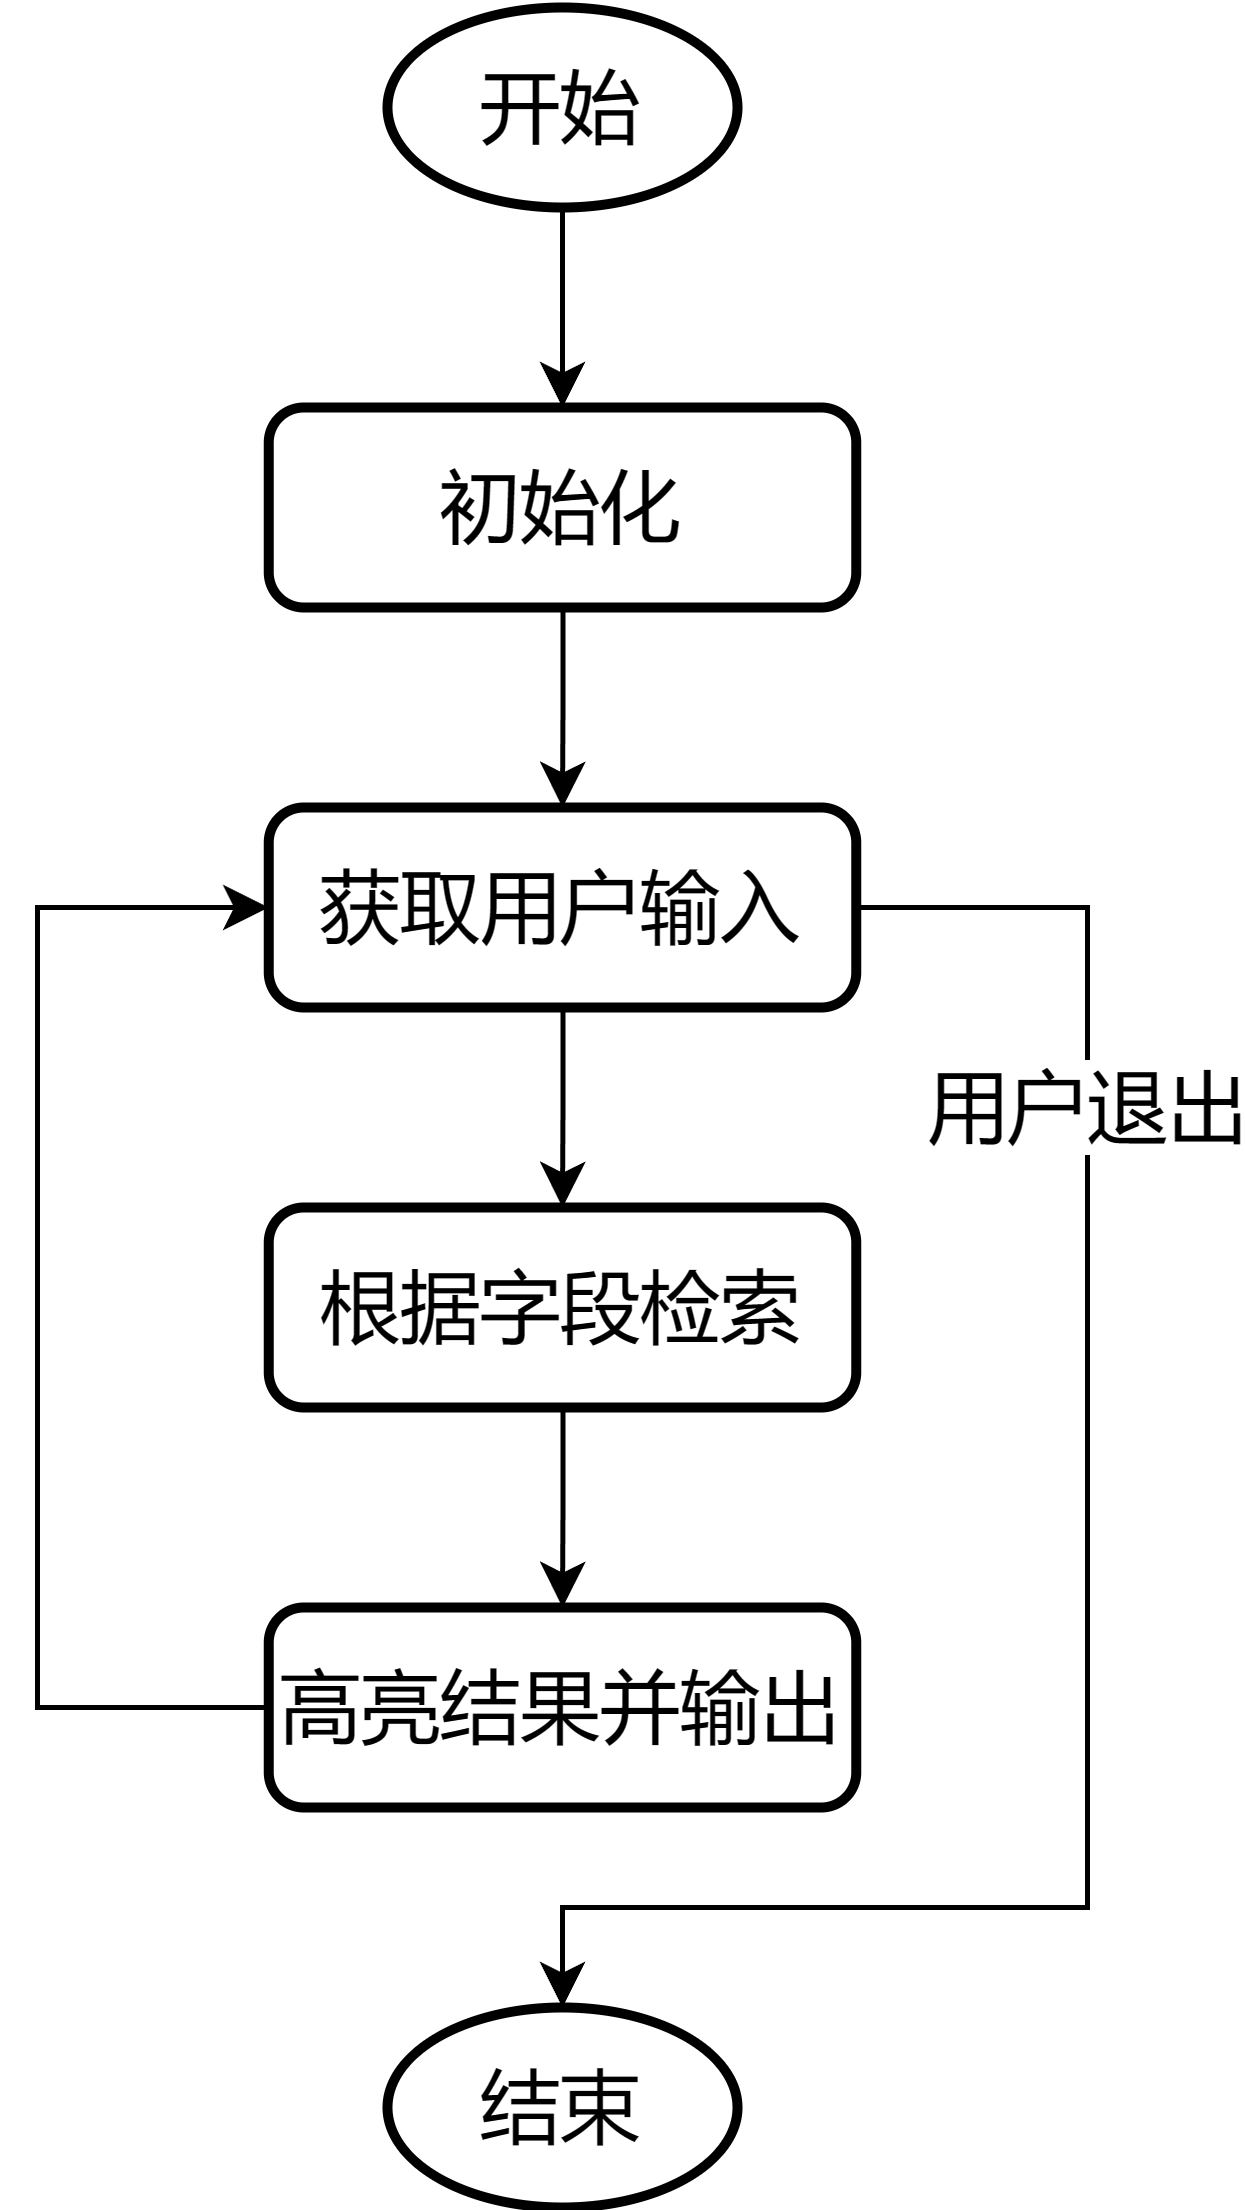 开始
初始化
获取用户输入
用户退出
根据字段检索
高亮结果并输出
结束